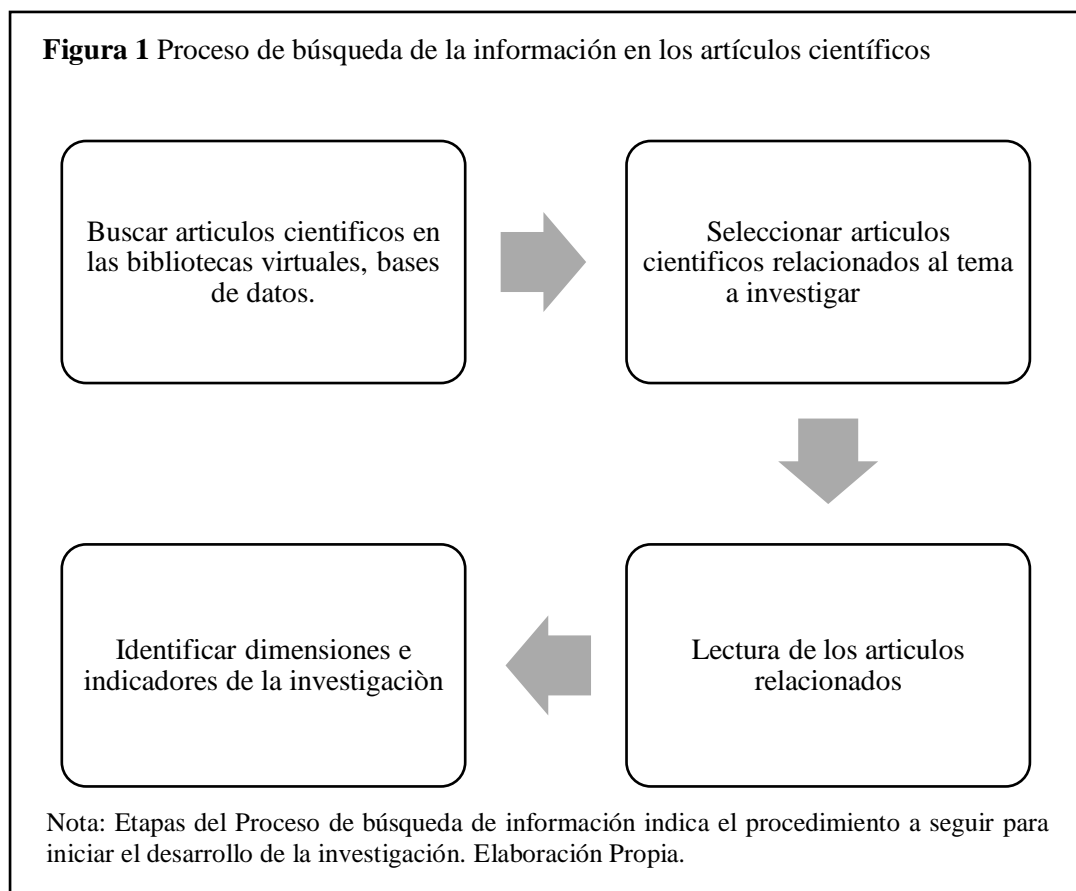 Figura 1 Proceso de búsqueda de la información en los artículos científicos
Buscar articulos cientificos en
las bibliotecas virtuales, bases
de datos.
Seleccionar articulos
cientificos relacionados al tema
a investigar
Lectura de los articulos
relacionados
Identificar dimensiones e
indicadores de la investigaciòn
Nota: Etapas del Proceso de búsqueda de información indica el procedimiento a seguir para
iniciar el desarrollo de la investigación. Elaboración Propia.